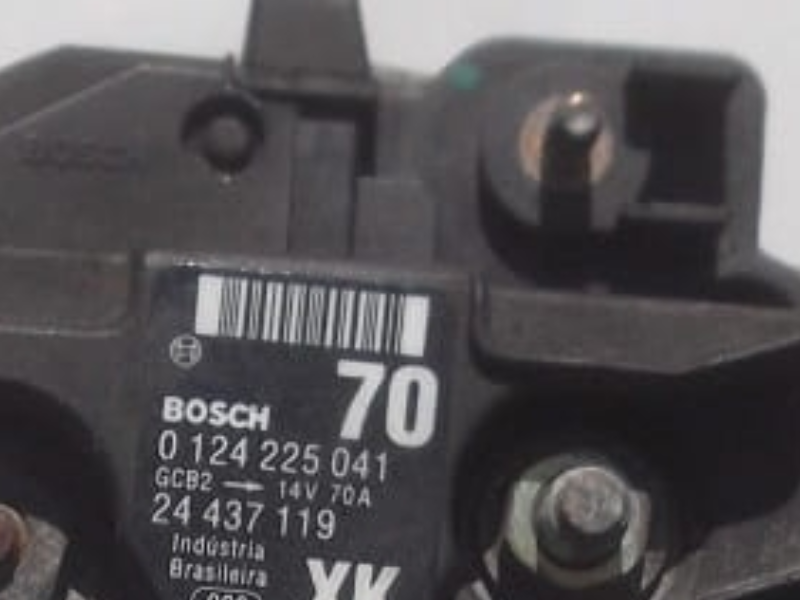 70
BOSCH
0 124 225 041
GCB2 → 14V 70A
24 437 119
Indústria
Brasileira
XK